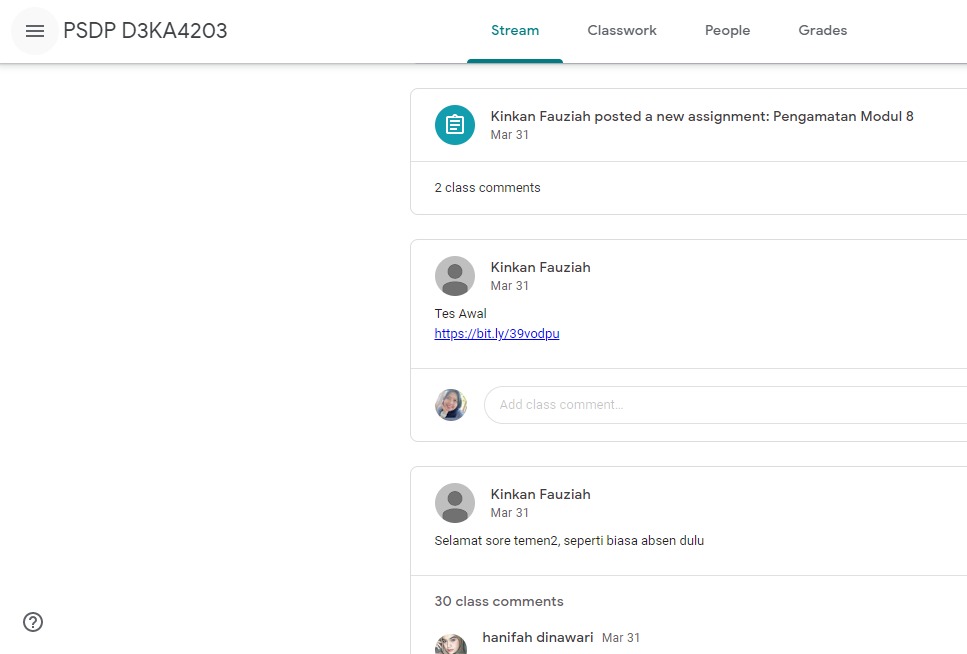 PSDP D3KA4203
Stream Classwork People Grades
Kinkan Fauziah posted a new assignment: Pengamatan Modul 8
Mar 31
2 class comments
Kinkan Fauziah
Mar 31
Tes Awal
https://bit.ly/39vodpu
Add class comment...
Kinkan Fauziah
Mar 31
Selamat sore temen2, seperti biasa absen dulu
30 class comments
hanifah dinawari Mar 31